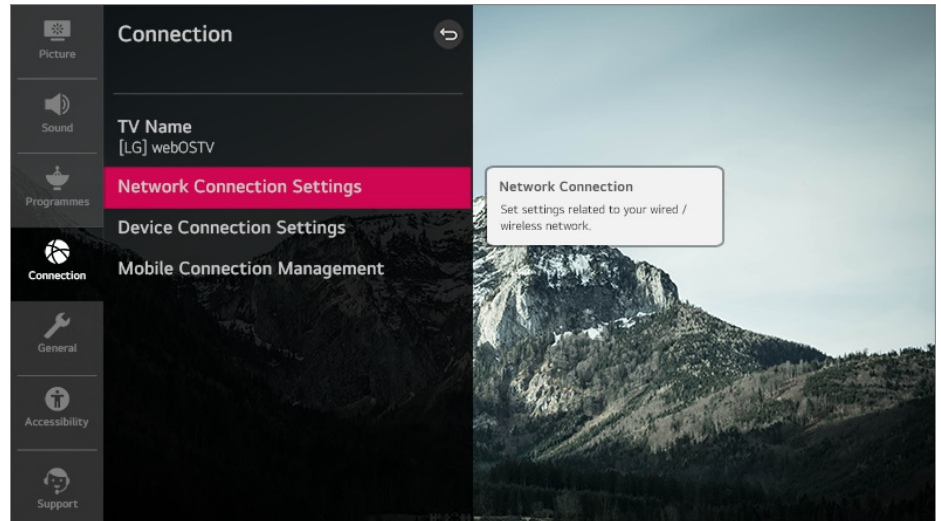 Picture
Sound
Programmes
Connection
General
Accessibility
Support
Connection
TV Name
[LG] webOSTV
Network Connection Settings
Device Connection Settings
Mobile Connection Management
Network Connection
Set settings related to your wired /
wireless network.